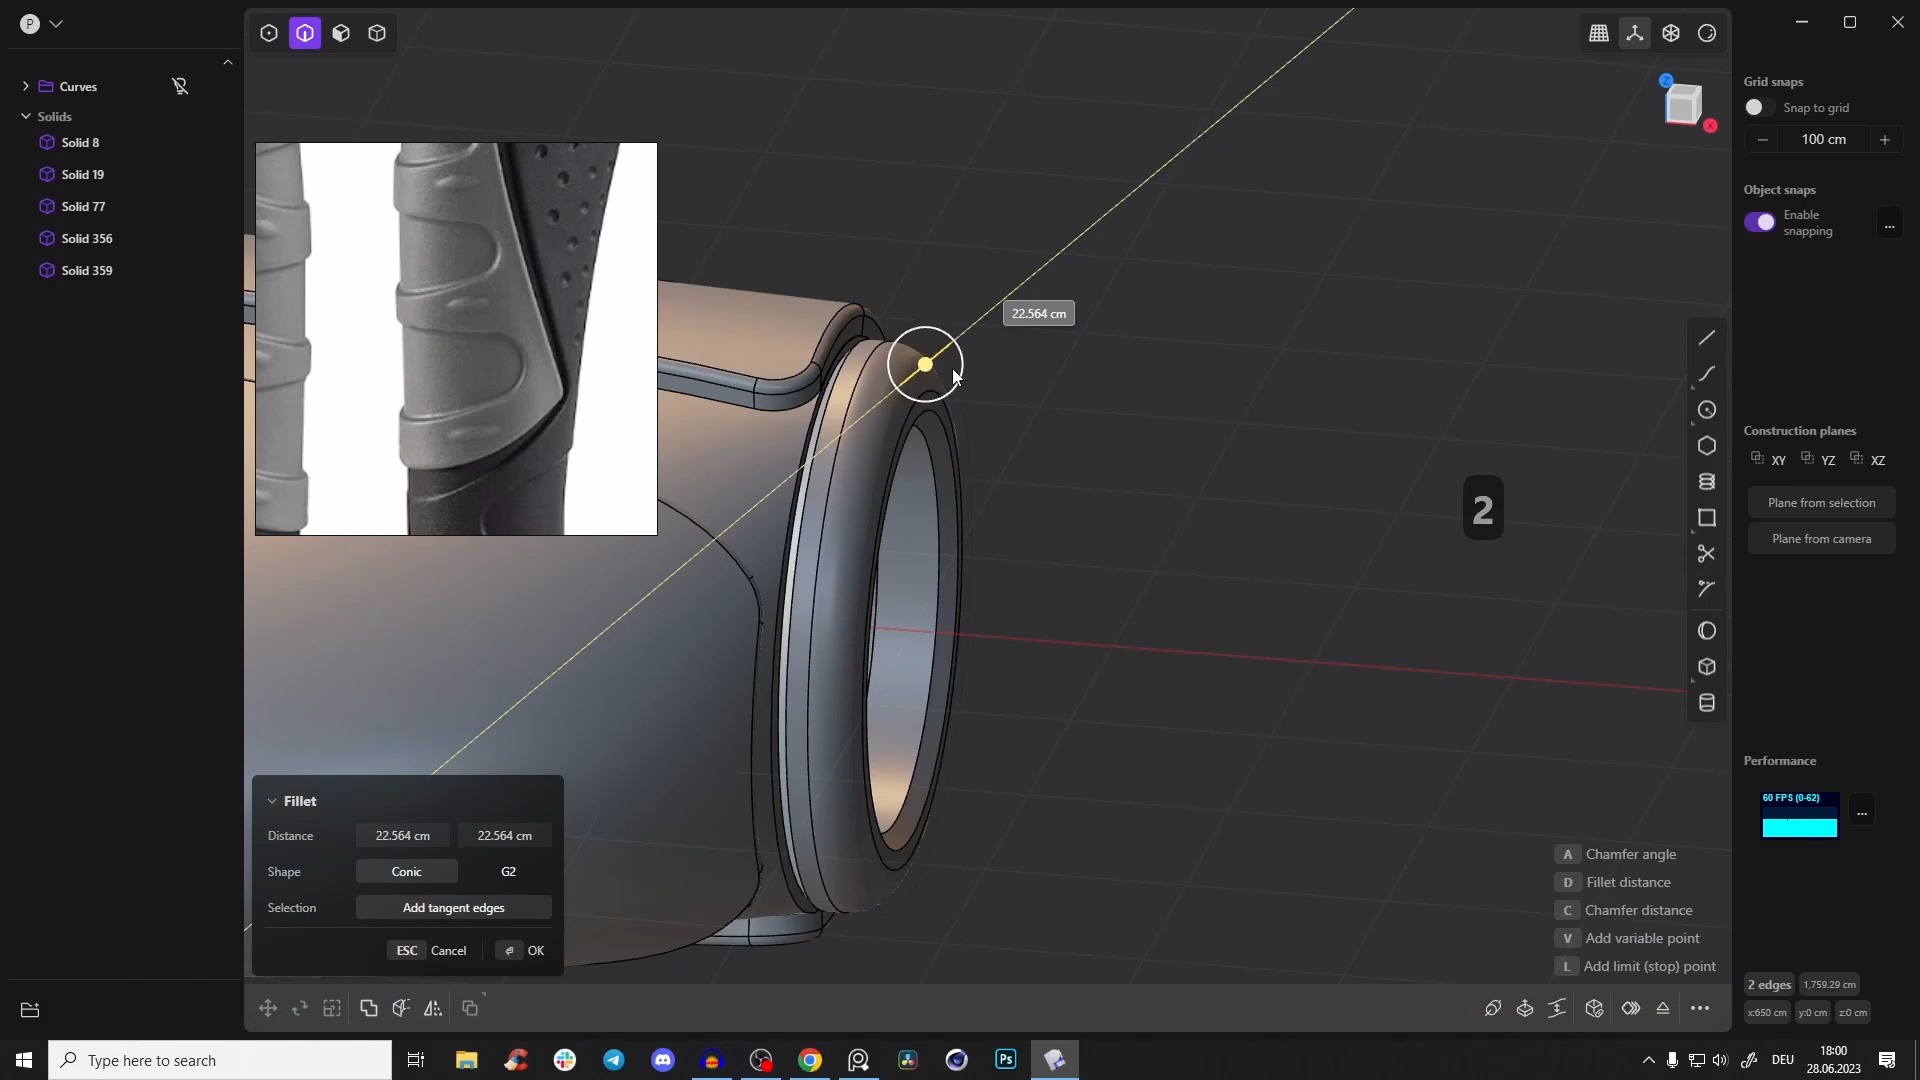 P
Curves
Solids
Solid 8
Solid 19
Solid 77
Solid 356
Solid 359
22.564 cm
2
Z
X
Grid snaps
Snap to grid
100 cm
Object snaps
Enable
snapping
...
Construction planes
XY YZ XZ
Plane from selection
Plane from camera
Performance
60 FPS (0-62)
...
Fillet
Distance 22.564 cm 22.564 cm
Shape Conic G2
Selection Add tangent edges
ESC Cancel OK
A Chamfer angle
D Fillet distance
C Chamfer distance
V Add variable point
L Add limit (stop) point
2 edges 1,759.29 cm
x:650 cm y:0 cm z:0 cm
Type here to search
Ps
DEU
18:00
28.06.2023